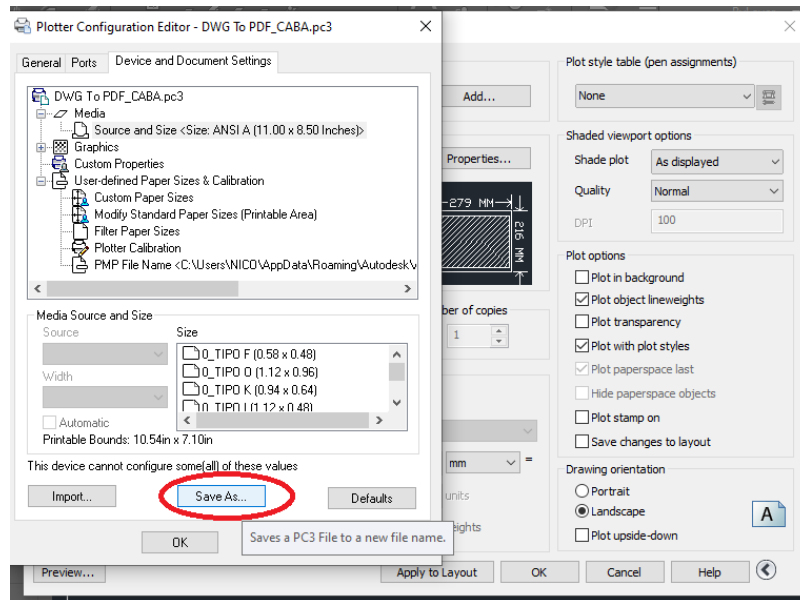 Plotter Configuration Editor - DWG To PDF_CABA.pc3
General Ports Device and Document Settings
DWG To PDF_CABA.pc3
Media
Source and Size <Size: ANSI A (11.00 x 8.50 Inches)>
Graphics
Custom Properties
User-defined Paper Sizes & Calibration
Custom Paper Sizes
Modify Standard Paper Sizes (Printable Area)
Filter Paper Sizes
Plotter Calibration
PMP File Name <C:\Users\NICO\AppData\Roaming\Autodesk\
Media Source and Size
Source
Size
0_TIPO F (0.58 x 0.48)
0_TIPO O (1.12 x 0.96)
Width
0_TIPO K (0.94 x 0.64)
0_TIPO I (1.12 x 0.48)
Automatic
Printable Bounds: 10.54in x 7.10in
This device cannot configure some(all) of these values
Import... Save As... Defaults
OK
Saves a PC3 File to a new file name.
Add...
Properties...
279 MM
216 MM
ber of copies
1
mm =
units
eights
Plot style table (pen assignments)
None
Shaded viewport options
Shade plot As displayed
Quality Normal
DPI 100
Plot options
Plot in background
Plot object lineweights
Plot transparency
Plot with plot styles
Plot paperspace last
Hide paperspace objects
Plot stamp on
Save changes to layout
Drawing orientation
Portrait
Landscape
Plot upside-down
A
Preview... Apply to Layout OK Cancel Help